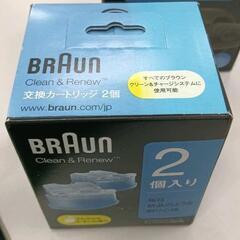 BRAUN
Clean & Renew™
交換カートリッジ 2個
www.braun.com/jp
すべてのブラウン
クリーン&チャージシステムに
使用可能
BRAUN
Clean & Renew™
2
個入り